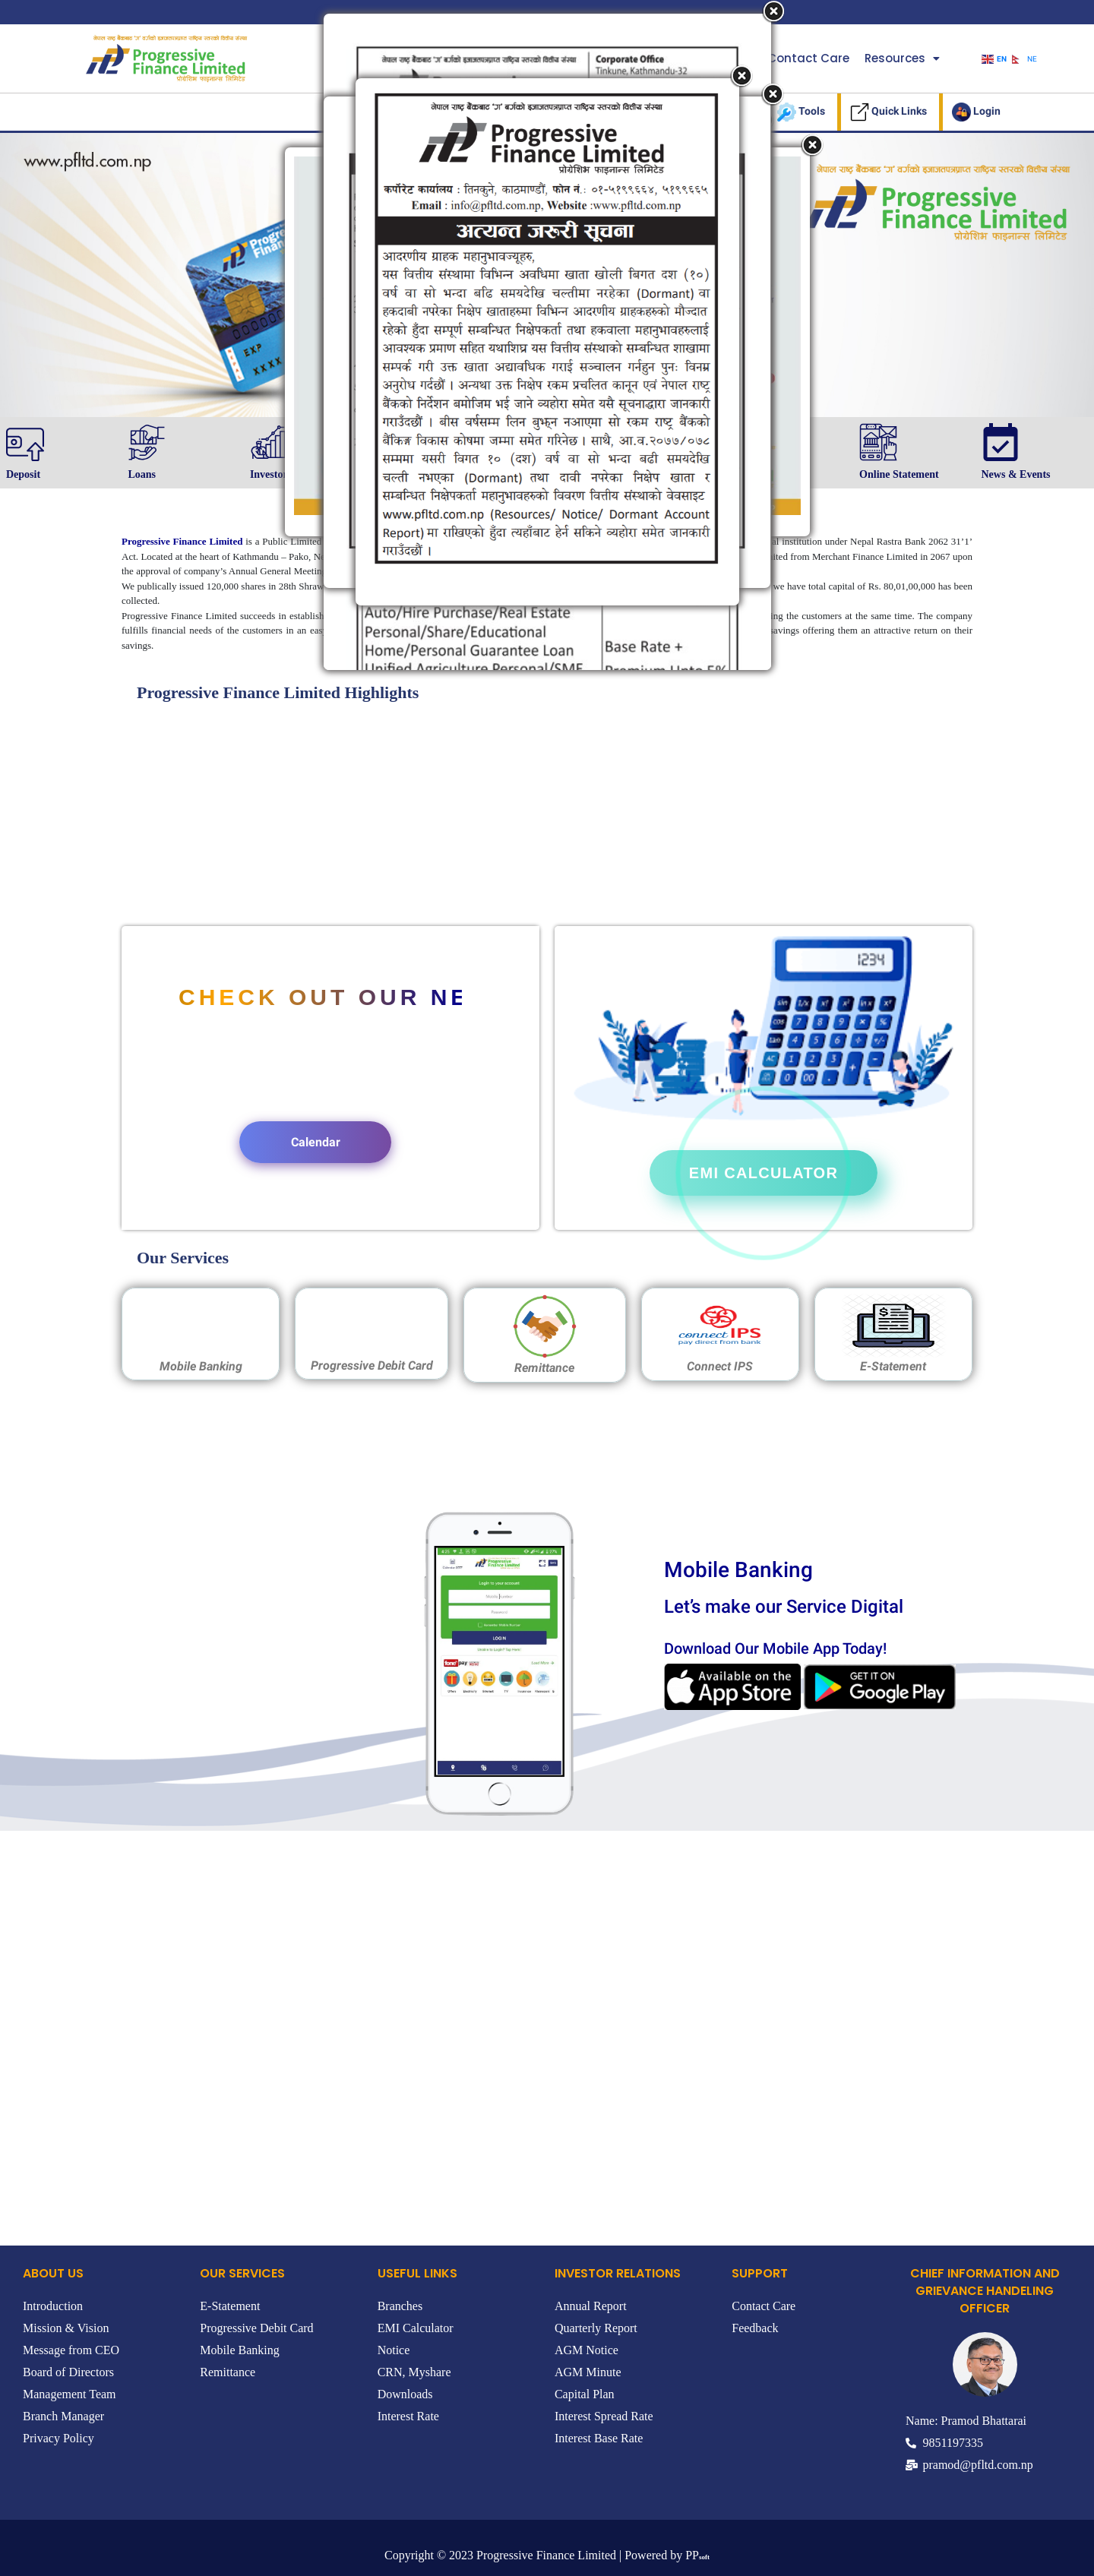 नेपाल राष्ट्र बैंकबाट 'ग' वर्गको इजाजतपत्रप्राप्त राष्ट्रिय स्तरको वित्तीय संस्था
Progressive
Finance Limited
प्रोग्रेसिभ फाइनान्स लिमिटेड
Corporate Office
Tinkune, Kathmandu-32
Contact Care
Resources
EN
NE
Tools
Quick Links
Login
www.pfltd.com.np
नेपाल राष्ट्र बैंकबाट 'ग' वर्गको इजाजतपत्रप्राप्त राष्ट्रिय स्तरको वित्तीय संस्था
Progressive
Finance Limited
प्रोग्रेसिभ फाइनान्स लिमिटेड
EXP
XXXX
नेपाल राष्ट्र बैंकबाट 'ग' वर्गको इजाजतपत्रप्राप्त राष्ट्रिय स्तरको वित्तीय संस्था
Progressive
Finance Limited
प्रोग्रेसिभ फाइनान्स लिमिटेड
कर्पोरेट कार्यालय : तिनकुने, काठमाण्डौं, फोन नं.: ०१-५१९९६६४, ५१९९६६५
Email : info@pfltd.com.np, Website :www.pfltd.com.np
अत्यन्त जरूरी सूचना
आदरणीय ग्राहक महानुभावज्यूहरु,
यस वित्तीय संस्थामा विभिन्न अवधिमा खाता खोली बिगत दश (१०)
वर्ष वा सो भन्दा बढि समयदेखि चल्तीमा नरहेका (Dormant) र
हकदाबी नपरेका निक्षेप खाताहरुमा विभिन्न आदरणीय ग्राहकहरुको मौज्दात
रहेको हुँदा सम्पूर्ण सम्बन्धित निक्षेपकर्ता तथा हकवाला महानुभावहरुलाई
आवश्यक प्रमाण सहित यथाशिघ्र यस वित्तीय संस्थाको सम्बन्धित शाखामा
सम्पर्क गरी उक्त खाता अद्यावधिक गराई सहयोग गर्नहुन पुनः विनम्र
अनुरोध गर्दछौं । अन्यथा उक्त निक्षेप रकम प्रचलित कानून एवं नेपाल राष्ट्र
बैंकको निर्देशन बमोजिम भई जाने व्यहोरा समेत यसै सूचनाद्धारा जानकारी
गराउँदछौं । बीस वर्षसम्म लिन बुझ्न नआएमा सो रकम राष्ट्र बैंकको
बैंकिङ्ग विकास कोषमा जम्मा समेत गरिनेछ । साथै, आ.व.२०७७/०७८
सम्ममा विगत १० (दश) वर्ष वा सो भन्दा बढी समयदेखि खाता
चल्ती नभएका (Dormant) तथा हकदावी नपरेको निक्षेप खाता र
सम्बन्धित निक्षेपकर्ता महानुभावहरुको विवरण वित्तीय संस्थाको वेवसाइट
www.pfltd.com.np (Resources/ Notice/ Dormant Account
Report) मा राखिएको हुँदा त्यहाँबाट हेर्न सकिने व्यहोरा समेत जानकारी
गराउँदछौं ।
Deposit
Loans
Investor
Online Statement
News & Events
Progressive Finance Limited is a Public Limited
institution under Nepal Rastra Bank 2062 31'1'
Act. Located at the heart of Kathmandu – Pako, N
ited from Merchant Finance Limited in 2067 upon
the approval of company's Annual General Meetin
We publically issued 120,000 shares in 28th Shraw
we have total capital of Rs. 80,01,00,000 has been
collected.
Progressive Finance Limited succeeds in establish
ing the customers at the same time. The company
fulfills financial needs of the customers in an eas
savings offering them an attractive return on their
savings.
Auto/Hire Purchase/Real Estate
Personal/Share/Educational
Home/Personal Guarantee Loan
Unified Agriculture Personal/SME
Base Rate +
Premium Upto 5%
Progressive Finance Limited Highlights
CHECK OUT OUR NE
Calendar
1234
EMI CALCULATOR
Our Services
Mobile Banking
Progressive Debit Card
Remittance
connectIPS
pay direct from bank
Connect IPS
E-Statement
Login to your account
LOGIN
Mobile Banking
Let's make our Service Digital
Download Our Mobile App Today!
Available on the
App Store
GET IT ON
Google Play
ABOUT US
Introduction
Mission & Vision
Message from CEO
Board of Directors
Management Team
Branch Manager
Privacy Policy
OUR SERVICES
E-Statement
Progressive Debit Card
Mobile Banking
Remittance
USEFUL LINKS
Branches
EMI Calculator
Notice
CRN, Myshare
Downloads
Interest Rate
INVESTOR RELATIONS
Annual Report
Quarterly Report
AGM Notice
AGM Minute
Capital Plan
Interest Spread Rate
Interest Base Rate
SUPPORT
Contact Care
Feedback
CHIEF INFORMATION AND
GRIEVANCE HANDELING
OFFICER
Name: Pramod Bhattarai
9851197335
pramod@pfltd.com.np
Copyright © 2023 Progressive Finance Limited | Powered by PPsoft